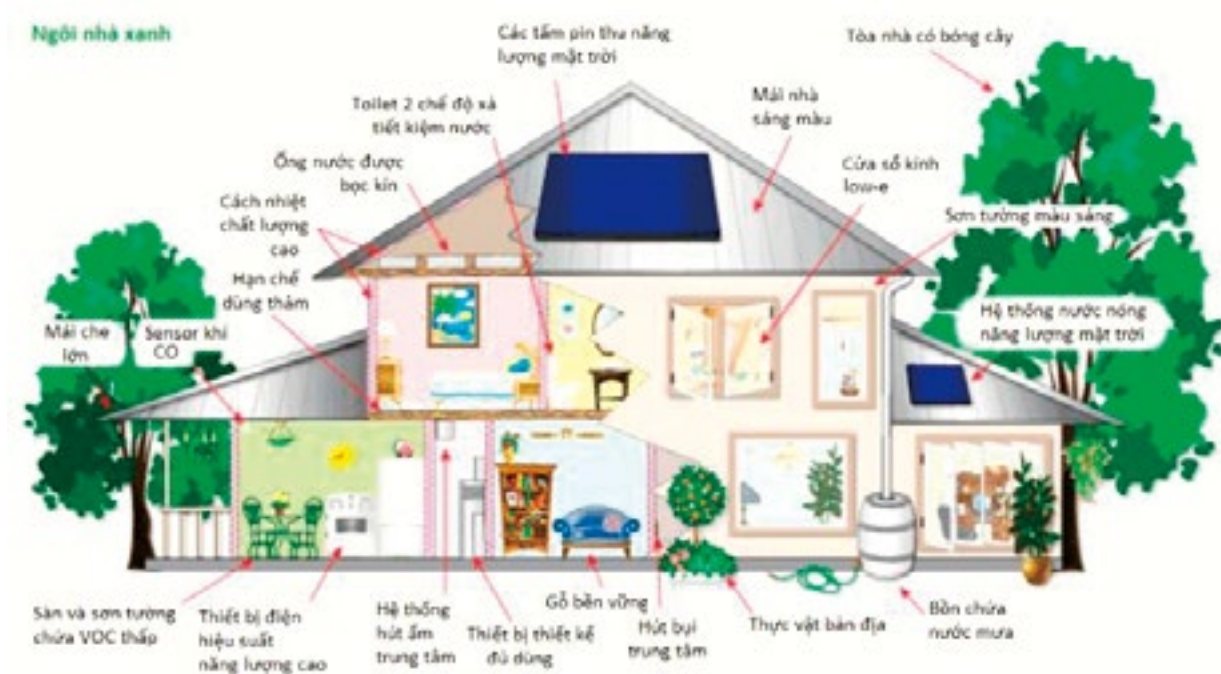 Ngôi nhà xanh
Các tấm pin thu năng
lượng mặt trời
Tòa nhà có bóng cây
Toilet 2 chế độ xả
tiết kiệm nước
Mái nhà
sáng màu
Ống nước được
bọc kín
Cửa sổ kính
low-e
Cách nhiệt
chất lượng
cao
Sơn tường màu sáng
Hạn chế
dùng thảm
Hệ thống nước nóng
năng lượng mặt trời
Mái che
lớn
Sensor khí
CO
Sàn và sơn tường
chứa VOC thấp
Thiết bị điện
hiệu suất
năng lượng cao
Hệ thống
hút ẩm
trung tâm
Thiết bị thiết kế
đủ dùng
Gỗ bền vững
Hút bụi
trung tâm
Thực vật bản địa
Bồn chứa
nước mưa